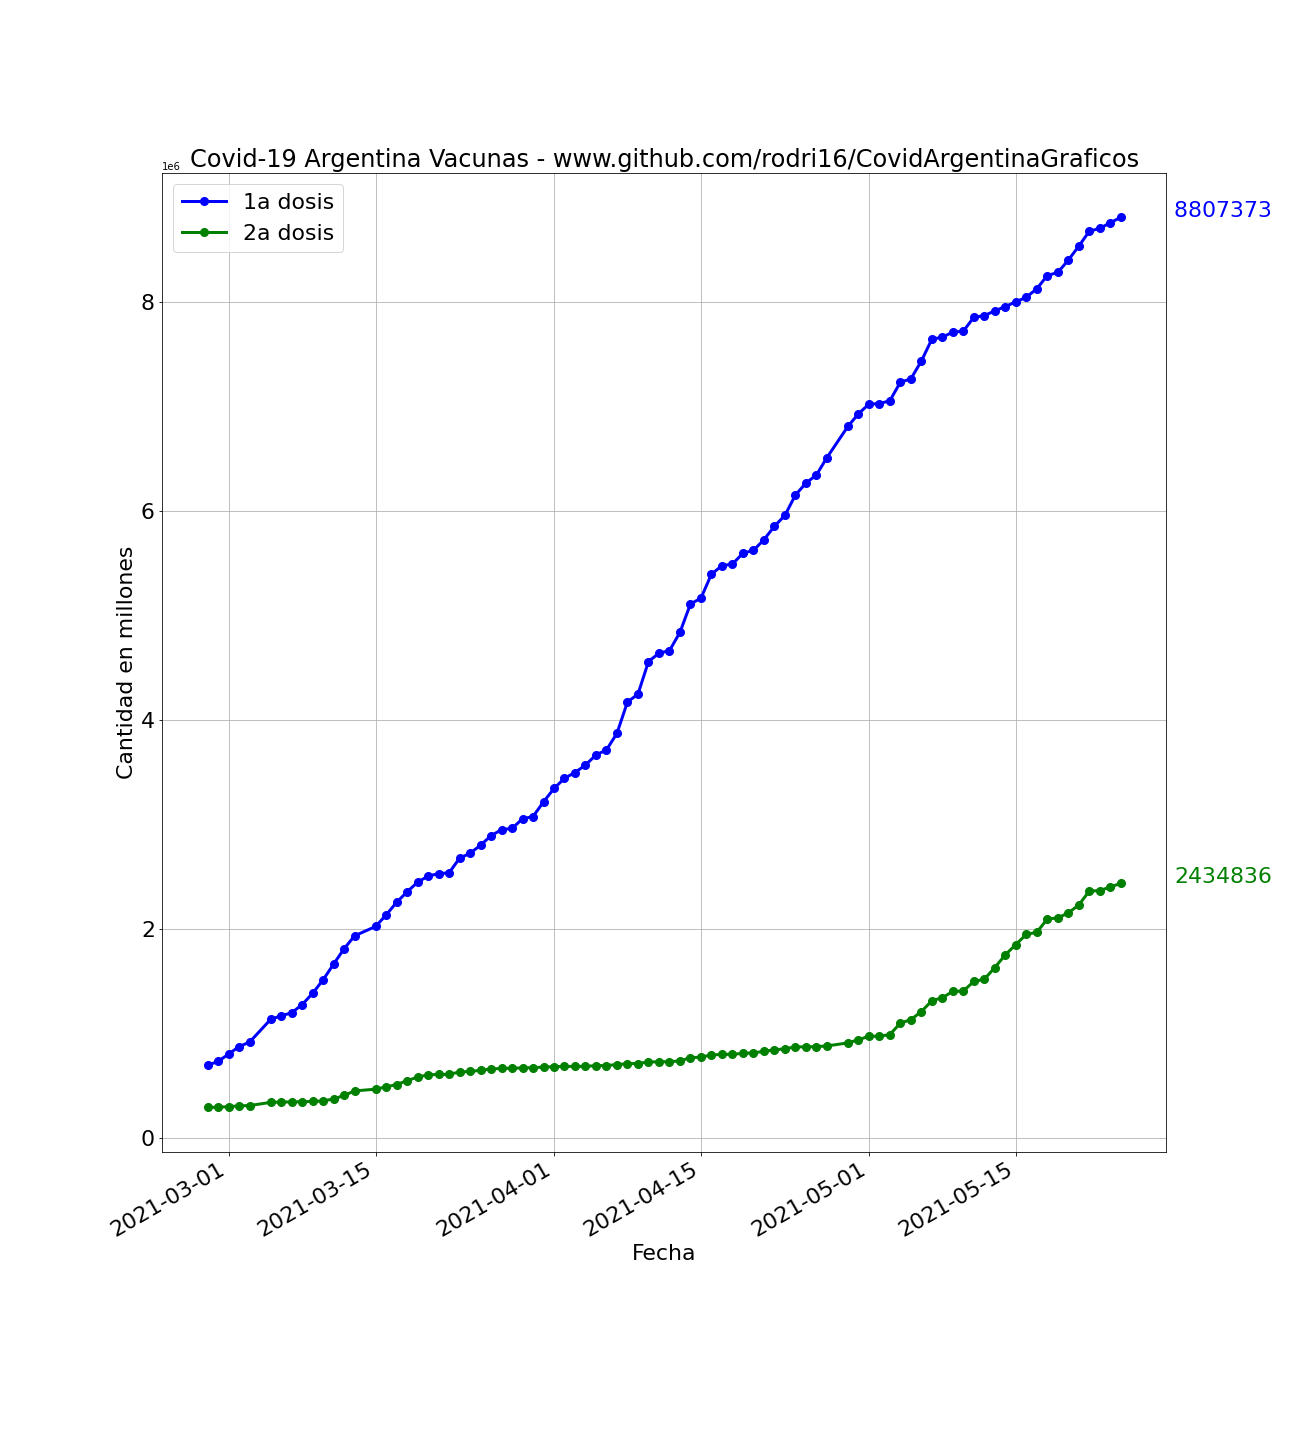 Covid-19 Argentina Vacunas - www.github.com/rodri16/CovidArgentinaGraficos
1e6
1a dosis
2a dosis
8807373
2434836
8
6
4
2
0
Cantidad en millones
2021-03-01
2021-03-15
2021-04-01
2021-04-15
2021-05-01
2021-05-15
Fecha